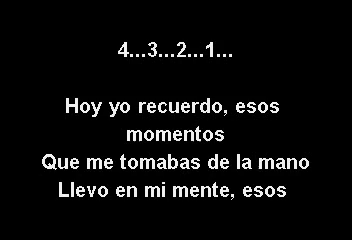 4...3...2...1...
Hoy yo recuerdo, esos
momentos
Que me tomabas de la mano
Llevo en mi mente, esos